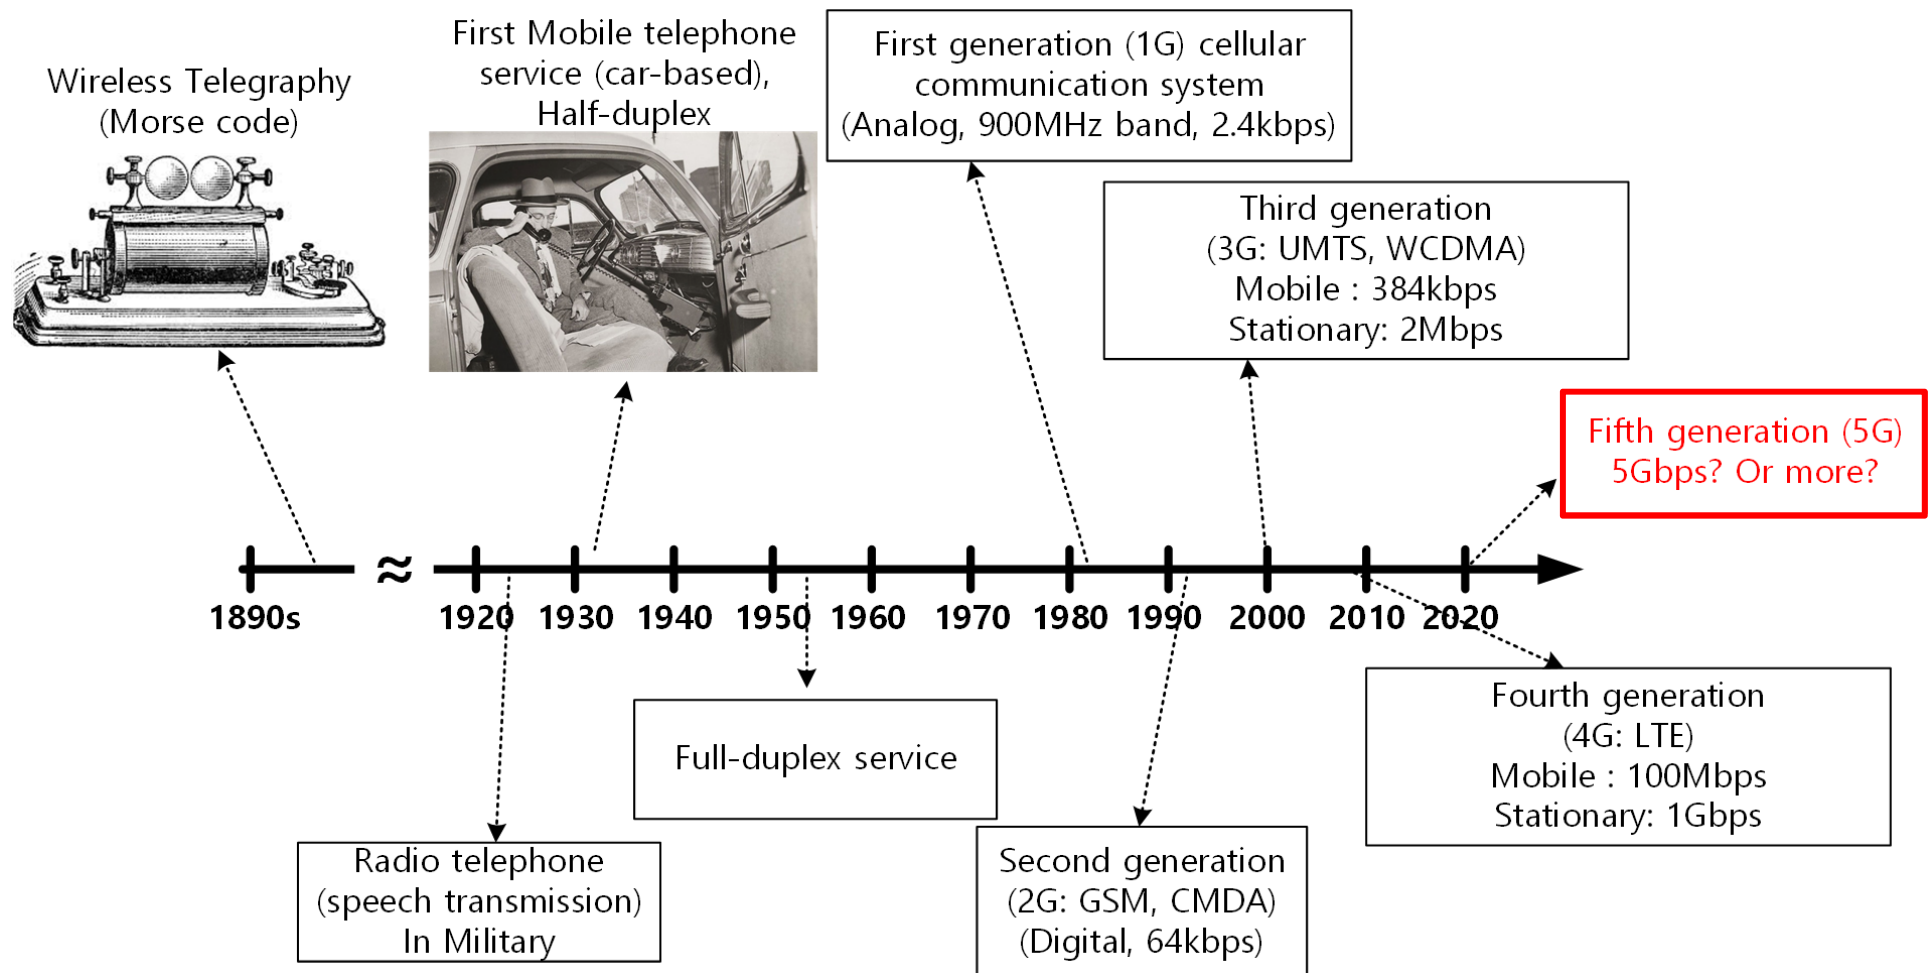 Wireless Telegraphy
(Morse code)
First Mobile telephone
service (car-based),
Half-duplex
First generation (1G) cellular
communication system
(Analog, 900MHz band, 2.4kbps)
Third generation
(3G: UMTS, WCDMA)
Mobile : 384kbps
Stationary: 2Mbps
Fifth generation (5G)
5Gbps? Or more?
≈
1890s 1920 1930 1940 1950 1960 1970 1980 1990 2000 2010 2020
Radio telephone
(speech transmission)
In Military
Full-duplex service
Second generation
(2G: GSM, CMDA)
(Digital, 64kbps)
Fourth generation
(4G: LTE)
Mobile : 100Mbps
Stationary: 1Gbps